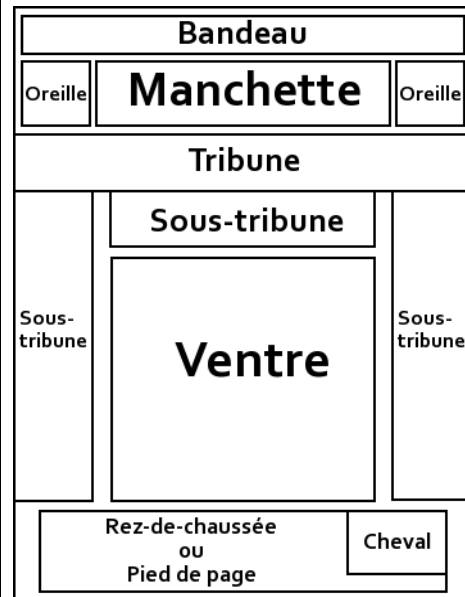 Bandeau
Oreille
Manchette
Oreille
Tribune
Sous-tribune
Sous-
tribune
Ventre
Sous-
tribune
Rez-de-chaussée
ou
Pied de page
Cheval